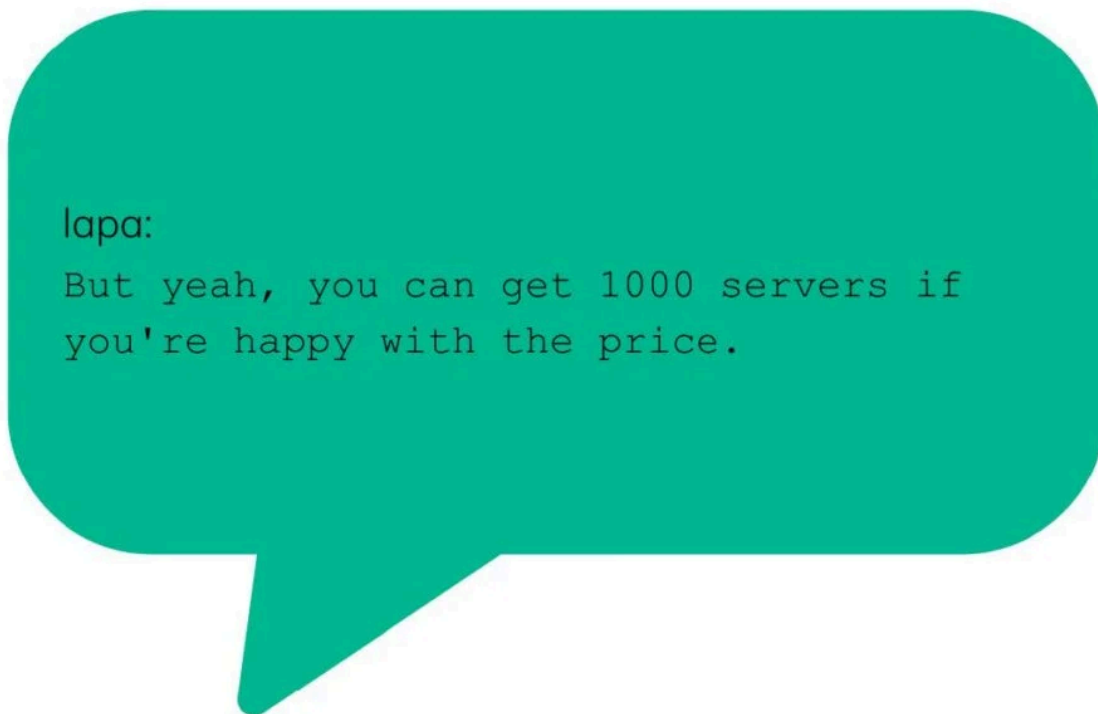 lapa:
But yeah, you can get 1000 servers if
you're happy with the price.